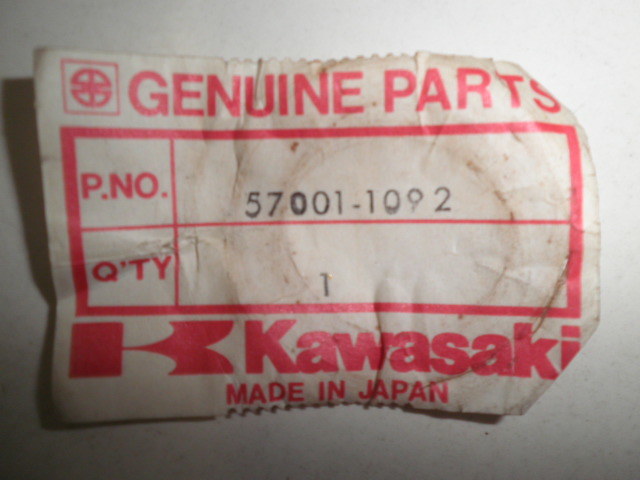 GENUINE PARTS
P.NO. 57001-1092
Q'TY 1
Kawasaki
MADE IN JAPAN